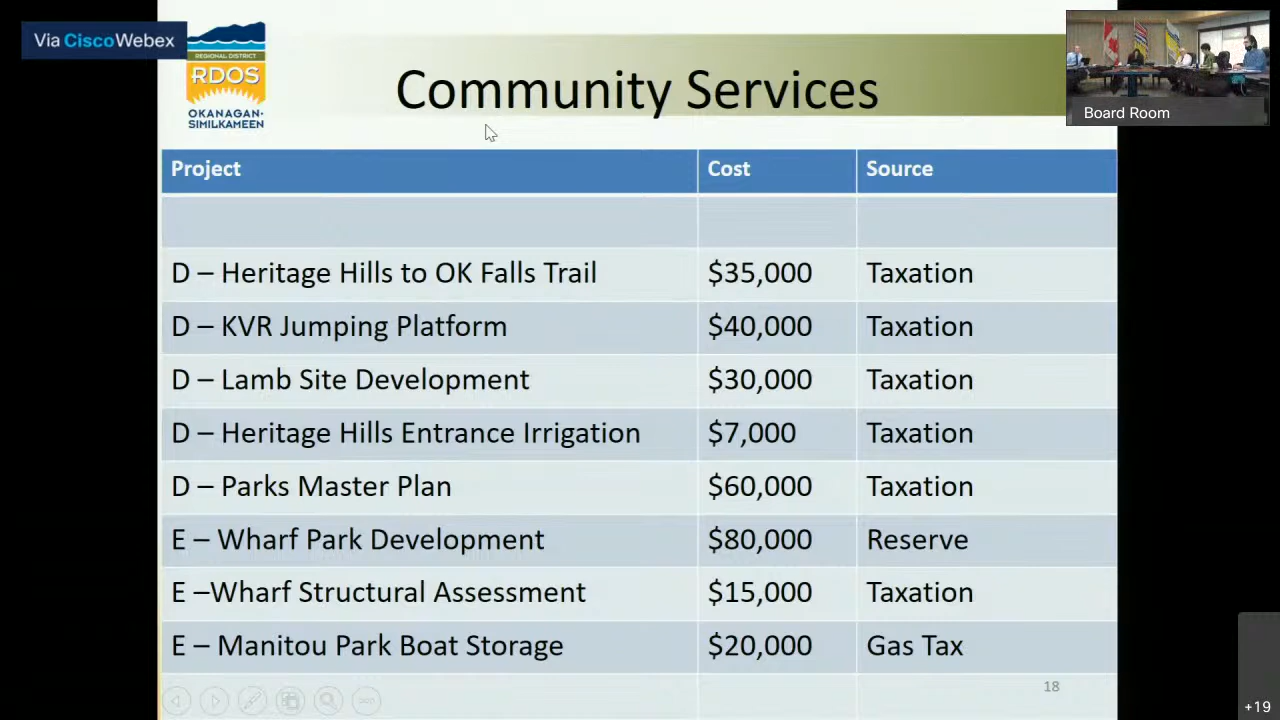 Via CiscoWebex
REGIONAL DISTRICT
RDOS
OKANAGAN-
SIMILKAMEEN
Community Services
Board Room
Project Cost Source
D – Heritage Hills to OK Falls Trail $35,000 Taxation
D – KVR Jumping Platform $40,000 Taxation
D – Lamb Site Development $30,000 Taxation
D – Heritage Hills Entrance Irrigation $7,000 Taxation
D – Parks Master Plan $60,000 Taxation
E – Wharf Park Development $80,000 Reserve
E –Wharf Structural Assessment $15,000 Taxation
E – Manitou Park Boat Storage $20,000 Gas Tax
18
+19